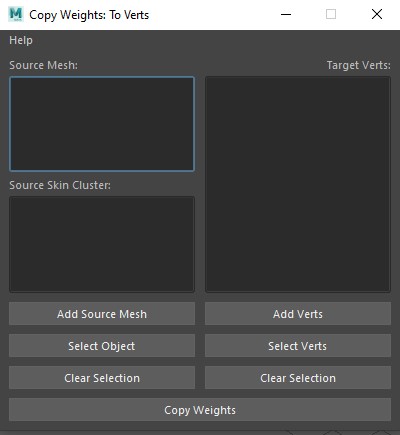 Copy Weights: To Verts
Help
Source Mesh:
Target Verts:
Source Skin Cluster:
Add Source Mesh
Add Verts
Select Object
Select Verts
Clear Selection
Clear Selection
Copy Weights